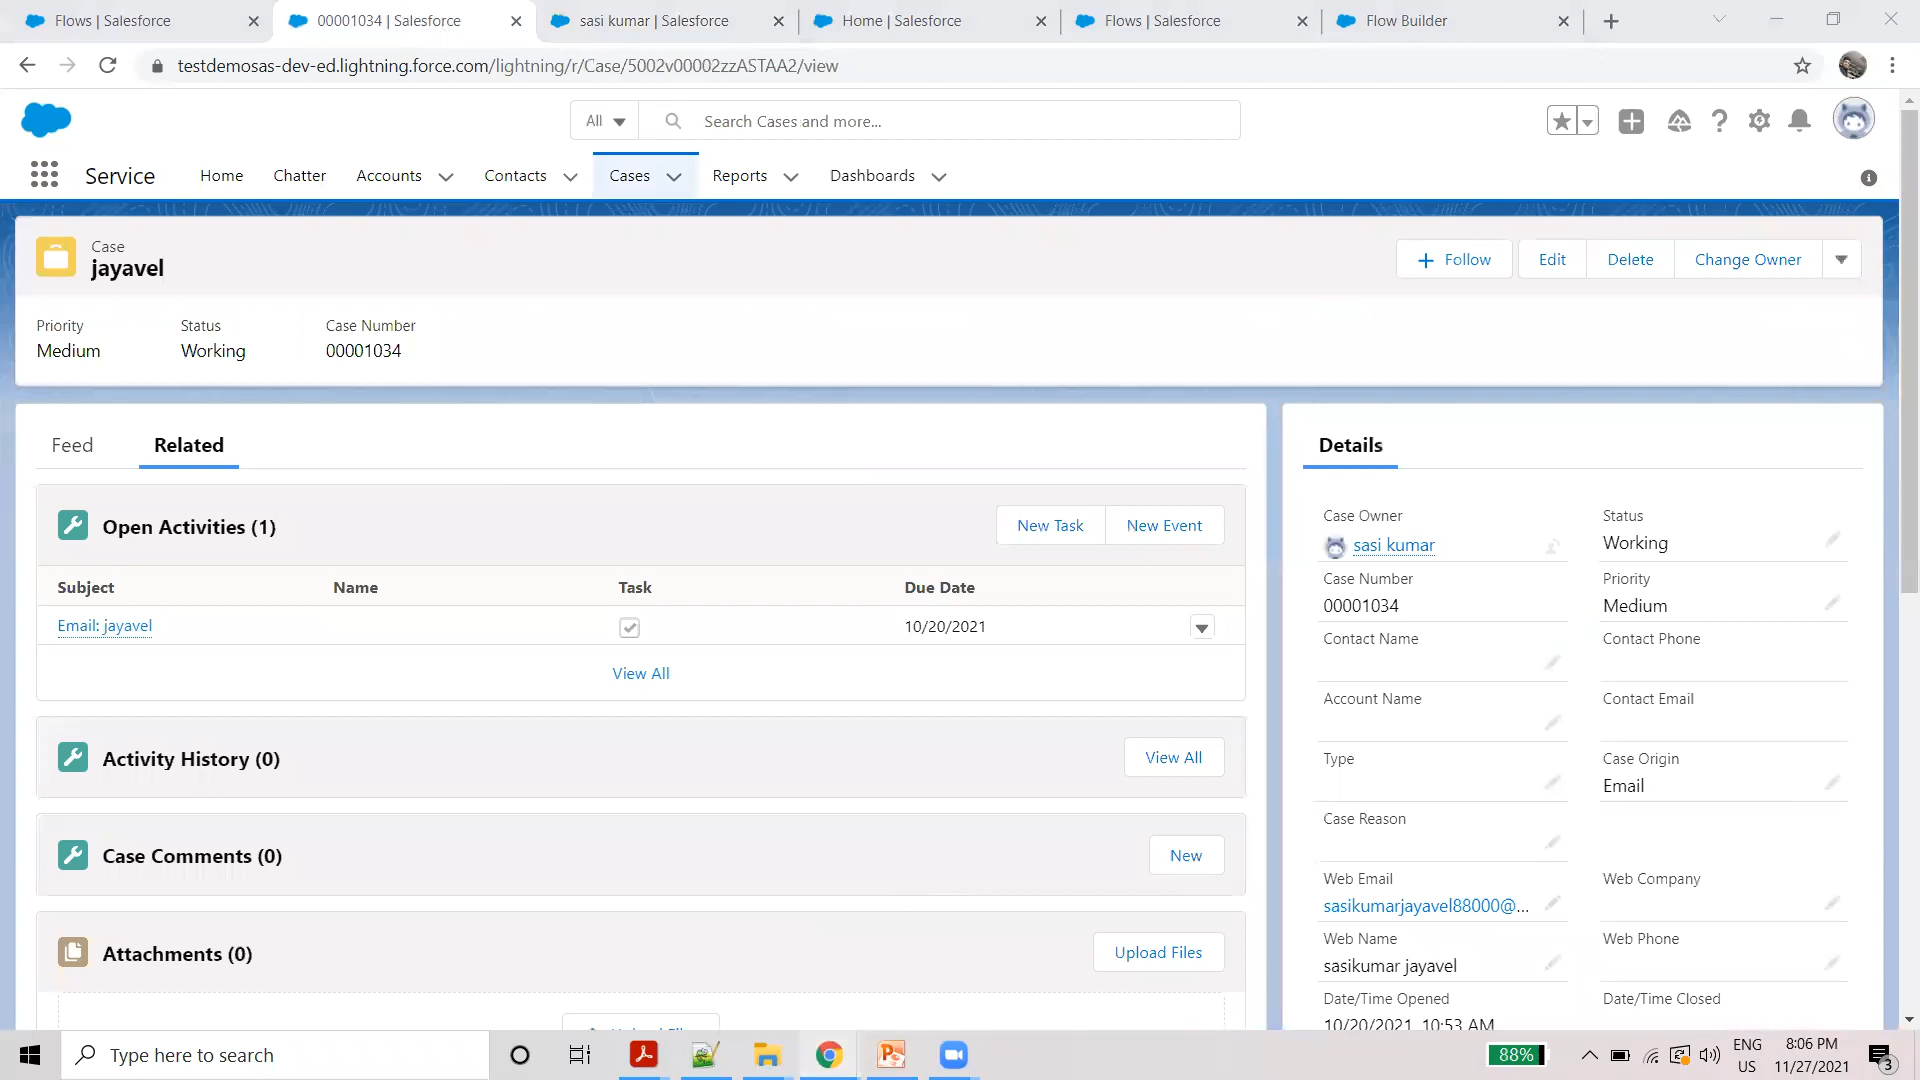 Flows | Salesforce
00001034 | Salesforce
sasi kumar | Salesforce
Home | Salesforce
Flows | Salesforce
Flow Builder
testdemosas-dev-ed.lightning.force.com/lightning/r/Case/5002v00002zzASTAA2/view
All
Search Cases and more...
Service
Home
Chatter
Accounts
Contacts
Cases
Reports
Dashboards
Case
jayavel
Follow
Edit
Delete
Change Owner
Priority
Status
Case Number
Medium
Working
00001034
Feed
Related
Open Activities (1)
New Task
New Event
Subject
Name
Task
Due Date
Email: jayavel
10/20/2021
View All
Activity History (0)
View All
Case Comments (0)
New
Attachments (0)
Upload Files
Details
Case Owner
sasi kumar
Status
Working
Case Number
00001034
Priority
Medium
Contact Name
Contact Phone
Account Name
Contact Email
Type
Case Origin
Email
Case Reason
Web Email
sasikumarjayavel88000@...
Web Company
Web Name
sasikumar jayavel
Web Phone
Date/Time Opened
10/20/2021, 10:53 AM
Date/Time Closed
Type here to search
88%
ENG
US
8:06 PM
11/27/2021
3